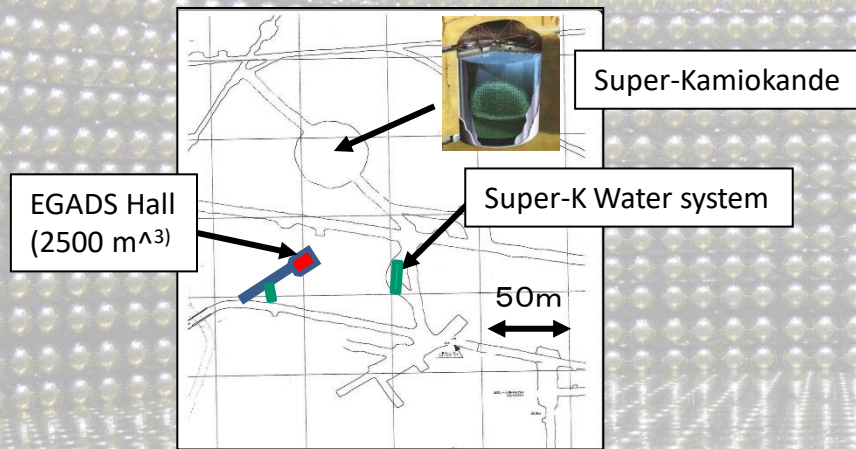 Super-Kamiokande
EGADS Hall
(2500 m^3)
Super-K Water system
50m